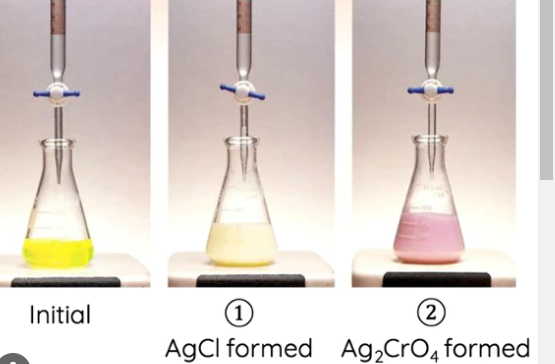 Initial
①
②
AgCl formed
Ag₂CrO₄ formed